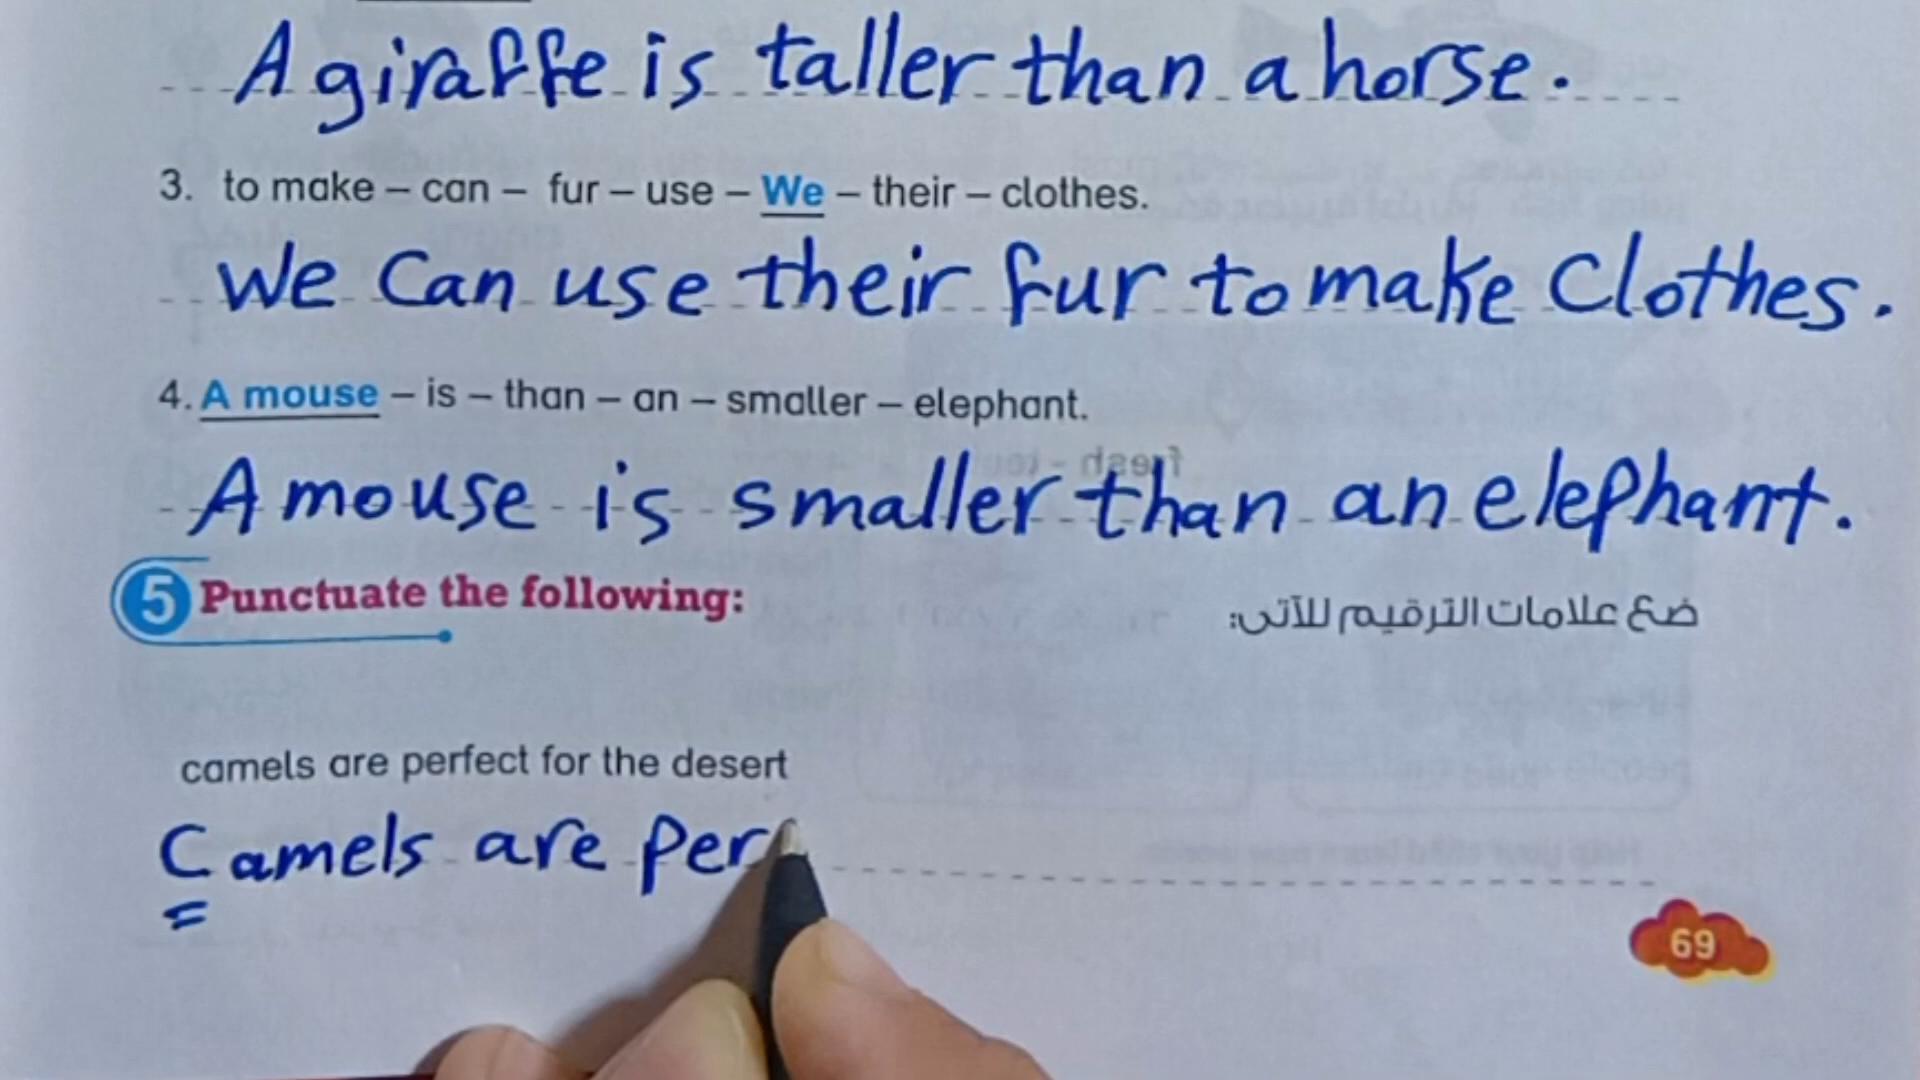 A giraffe is taller than a horse.
3. to make – can – fur – use – We – their – clothes.
We Can use their fur to make Clothes.
4. A mouse – is – than – an – smaller – elephant.
A mouse is smaller than an elephant.
5 Punctuate the following: ضع علامات الترقيم للآتى:
camels are perfect for the desert
Camels are per
69